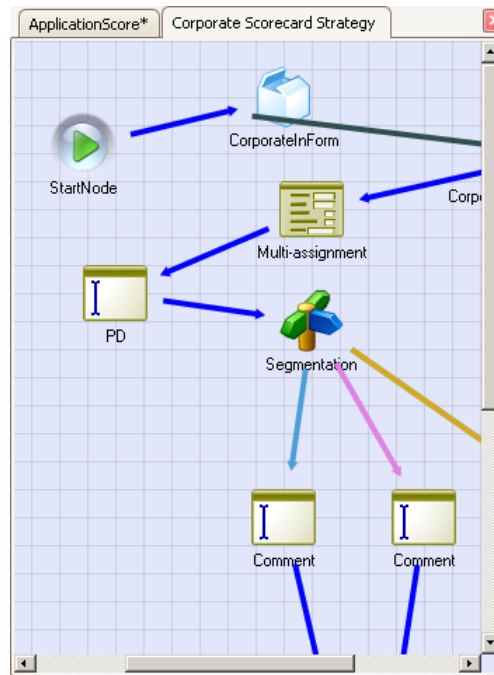 ApplicationScore*
Corporate Scorecard Strategy
CorporateInForm
StartNode
Corpo
Multi-assignment
PD
Segmentation
Comment
Comment